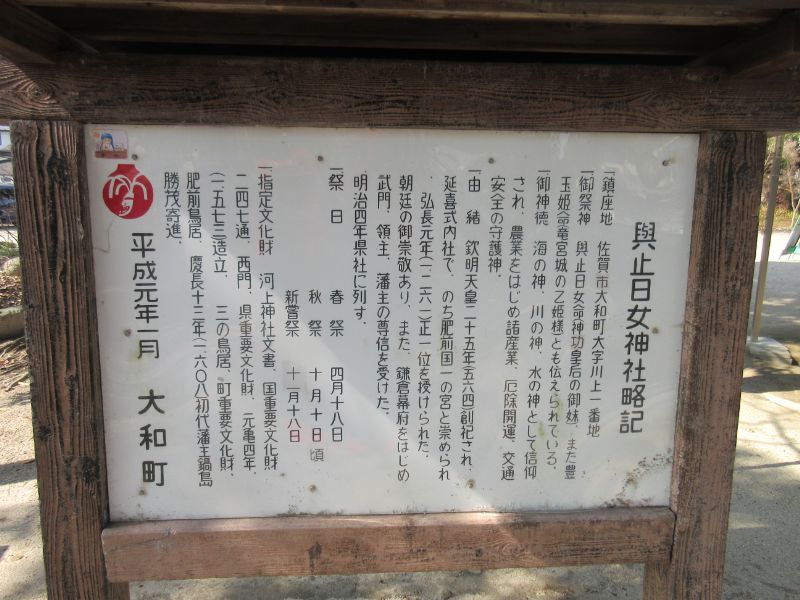 與止日女神社略記
一鎮座地 佐賀市大和町大字川上一番地
一御祭神 與止日女命神功皇后の御妹、また豊
玉姫命竜宮城の乙姫様とも伝えられている、
一御神徳 海の神、川の神、水の神として信仰
され、農業をはじめ諸産業、厄除開運、交通
安全の守護神、
一由緒 欽明天皇二十五年(五六四)創祀され、
延喜式内社で、のち肥前国一の宮と崇められ
、弘長元年(一二六一)正一位を授けられた、
朝廷の御崇敬あり、また、鎌倉幕府をはじめ
武門、領主、藩主の尊信を受けた、
明治四年県社に列す、
一祭日 春祭 四月十八日
秋祭 十月十日頃
新嘗祭 十一月十八日
一指定文化財 河上神社文書、国重要文化財
二四七通、西門、県重要文化財、元亀四年、
(一五七三造立、 三の鳥居、町重要文化財、
肥前鳥居、慶長十三年(一六〇八)初代藩主鍋島
勝茂寄進、
平成元年一月 大和町